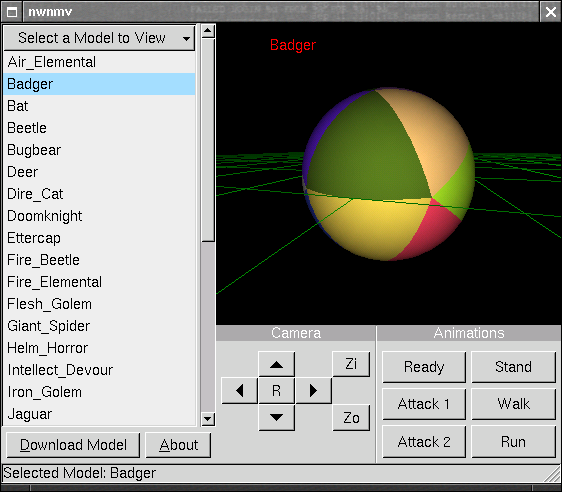 nwnmv
Select a Model to View
Air_Elemental
Badger
Bat
Beetle
Bugbear
Deer
Dire_Cat
Doomknight
Ettercap
Fire_Beetle
Fire_Elemental
Flesh_Golem
Giant_Spider
Helm_Horror
Intellect_Devour
Iron_Golem
Jaguar
Download Model
About
Badger
Camera
Zi
R
Zo
Animations
Ready
Stand
Attack 1
Walk
Attack 2
Run
Selected Model: Badger